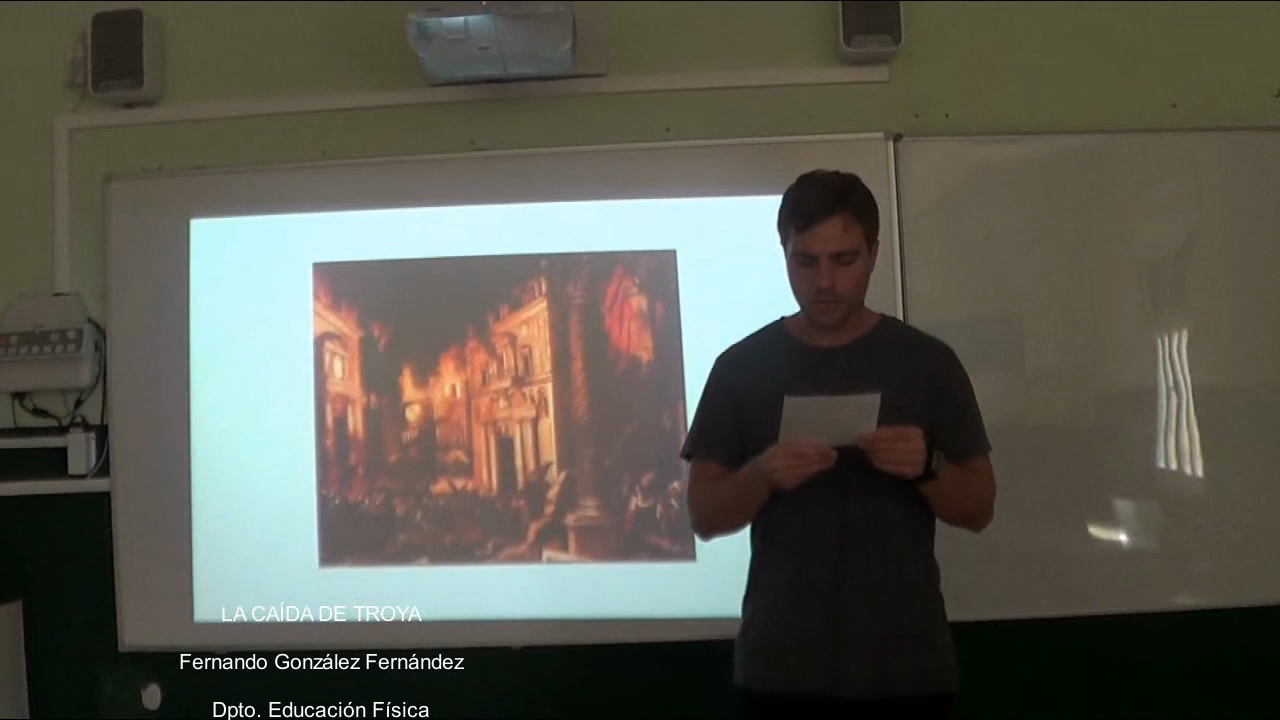 LA CAÍDA DE TROYA
Fernando González Fernández
Dpto. Educación Física